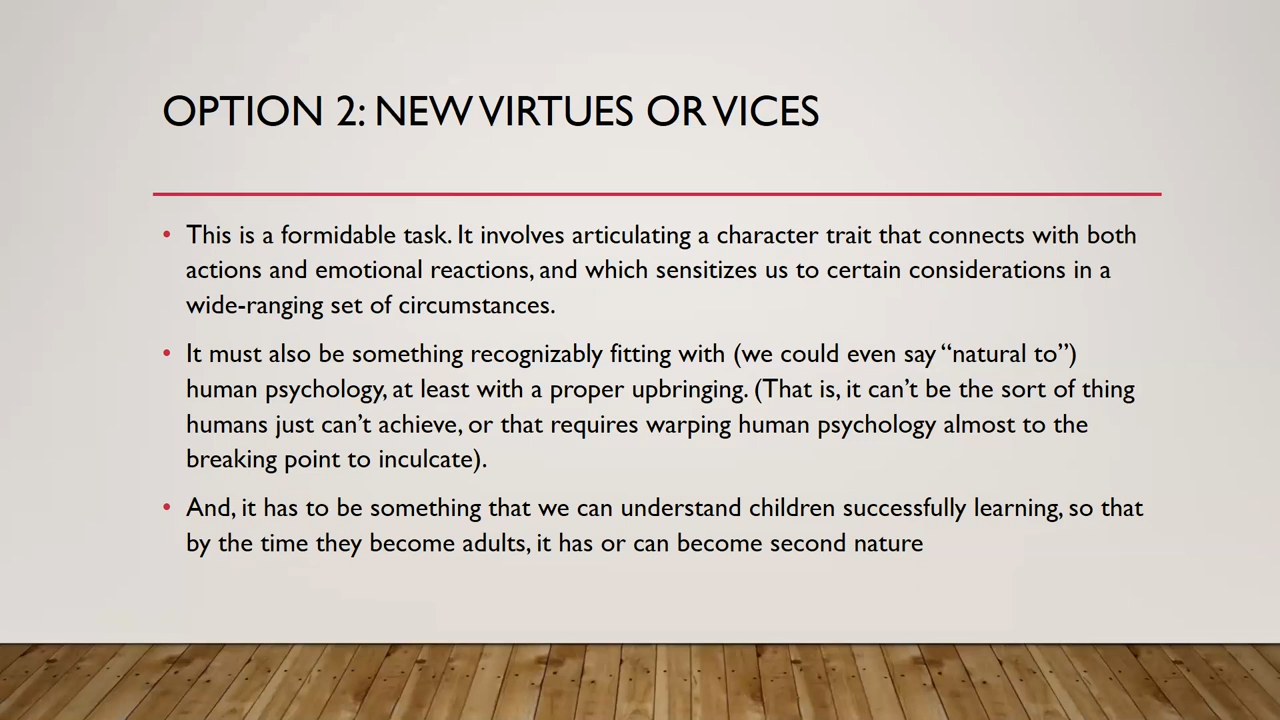 OPTION 2: NEW VIRTUES OR VICES
• This is a formidable task. It involves articulating a character trait that connects with both
actions and emotional reactions, and which sensitizes us to certain considerations in a
wide-ranging set of circumstances.
• It must also be something recognizably fitting with (we could even say “natural to”)
human psychology, at least with a proper upbringing. (That is, it can’t be the sort of thing
humans just can’t achieve, or that requires warping human psychology almost to the
breaking point to inculcate).
• And, it has to be something that we can understand children successfully learning, so that
by the time they become adults, it has or can become second nature